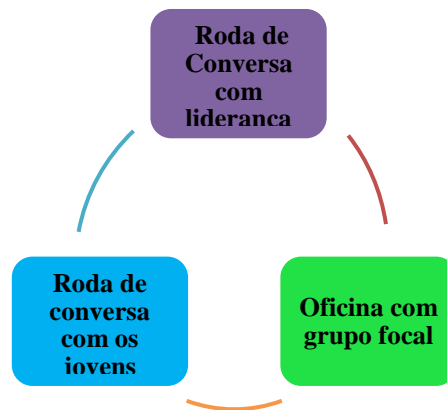 Roda de
Conversa
com
liderança
Roda de
conversa
com os
jovens
Oficina com
grupo focal